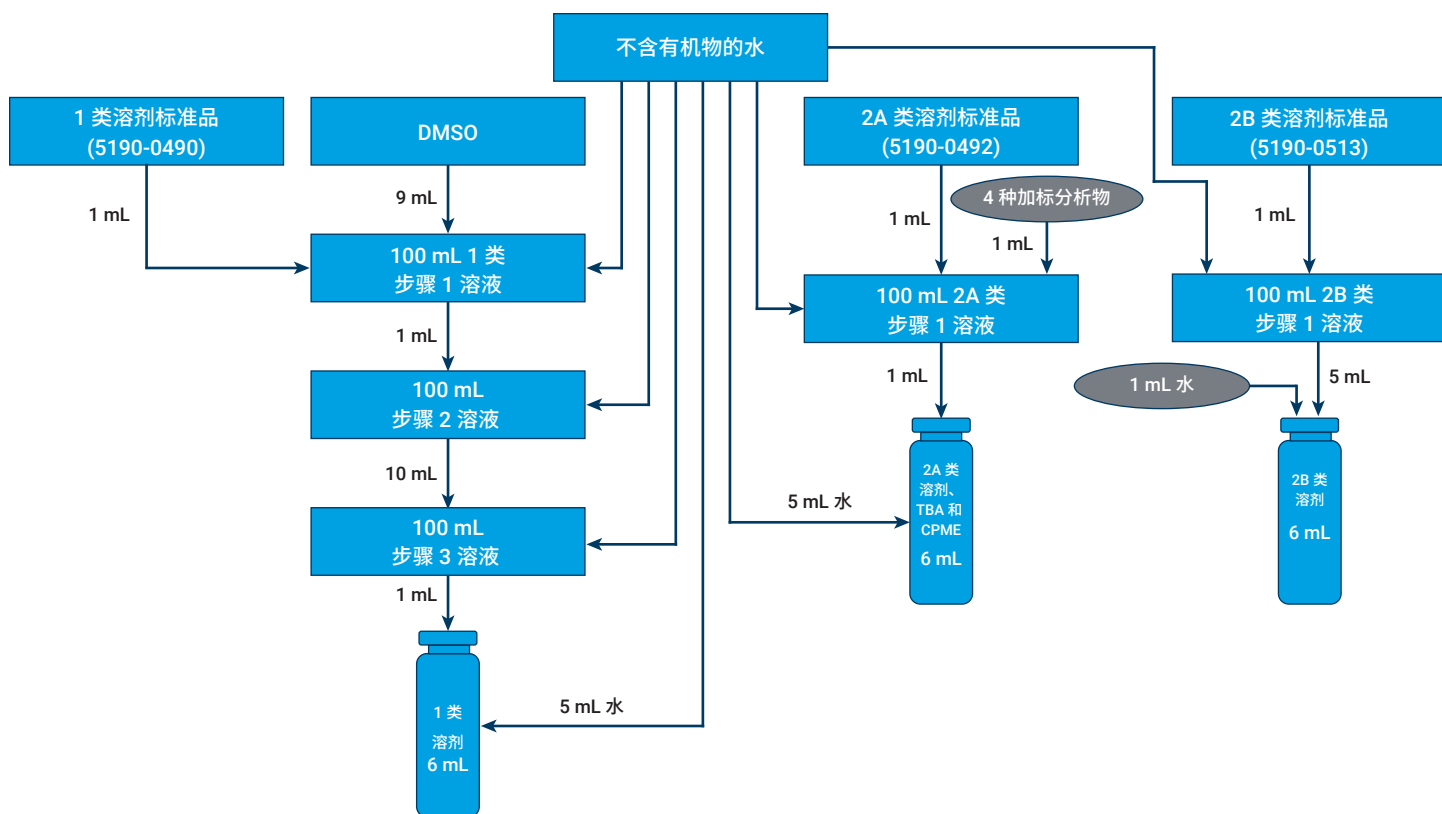 不含有机物的水
1 类溶剂标准品
(5190-0490)
DMSO
2A 类溶剂标准品
(5190-0492)
2B 类溶剂标准品
(5190-0513)
1 mL
9 mL
1 mL
4 种加标分析物
1 mL
1 mL
100 mL 1 类
步骤 1 溶液
100 mL 2A 类
步骤 1 溶液
100 mL 2B 类
步骤 1 溶液
1 mL
1 mL
1 mL 水
5 mL
100 mL
步骤 2 溶液
10 mL
5 mL 水
2A 类
溶剂、
TBA 和
CPME
6 mL
2B 类
溶剂
6 mL
100 mL
步骤 3 溶液
1 mL
5 mL 水
1 类
溶剂
6 mL